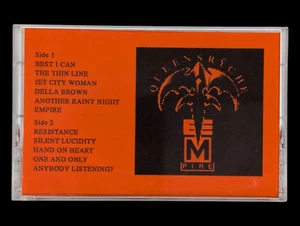 Side 1
BEST I CAN
THE THIN LINE
JET CITY WOMAN
DELLA BROWN
ANOTHER RAINY NIGHT
EMPIRE
Side 2
RESISTANCE
SILENT LUCIDITY
HAND ON HEART
ONE AND ONLY
ANYBODY LISTENING?
QUEENSRŸCHE
EM
PIRE